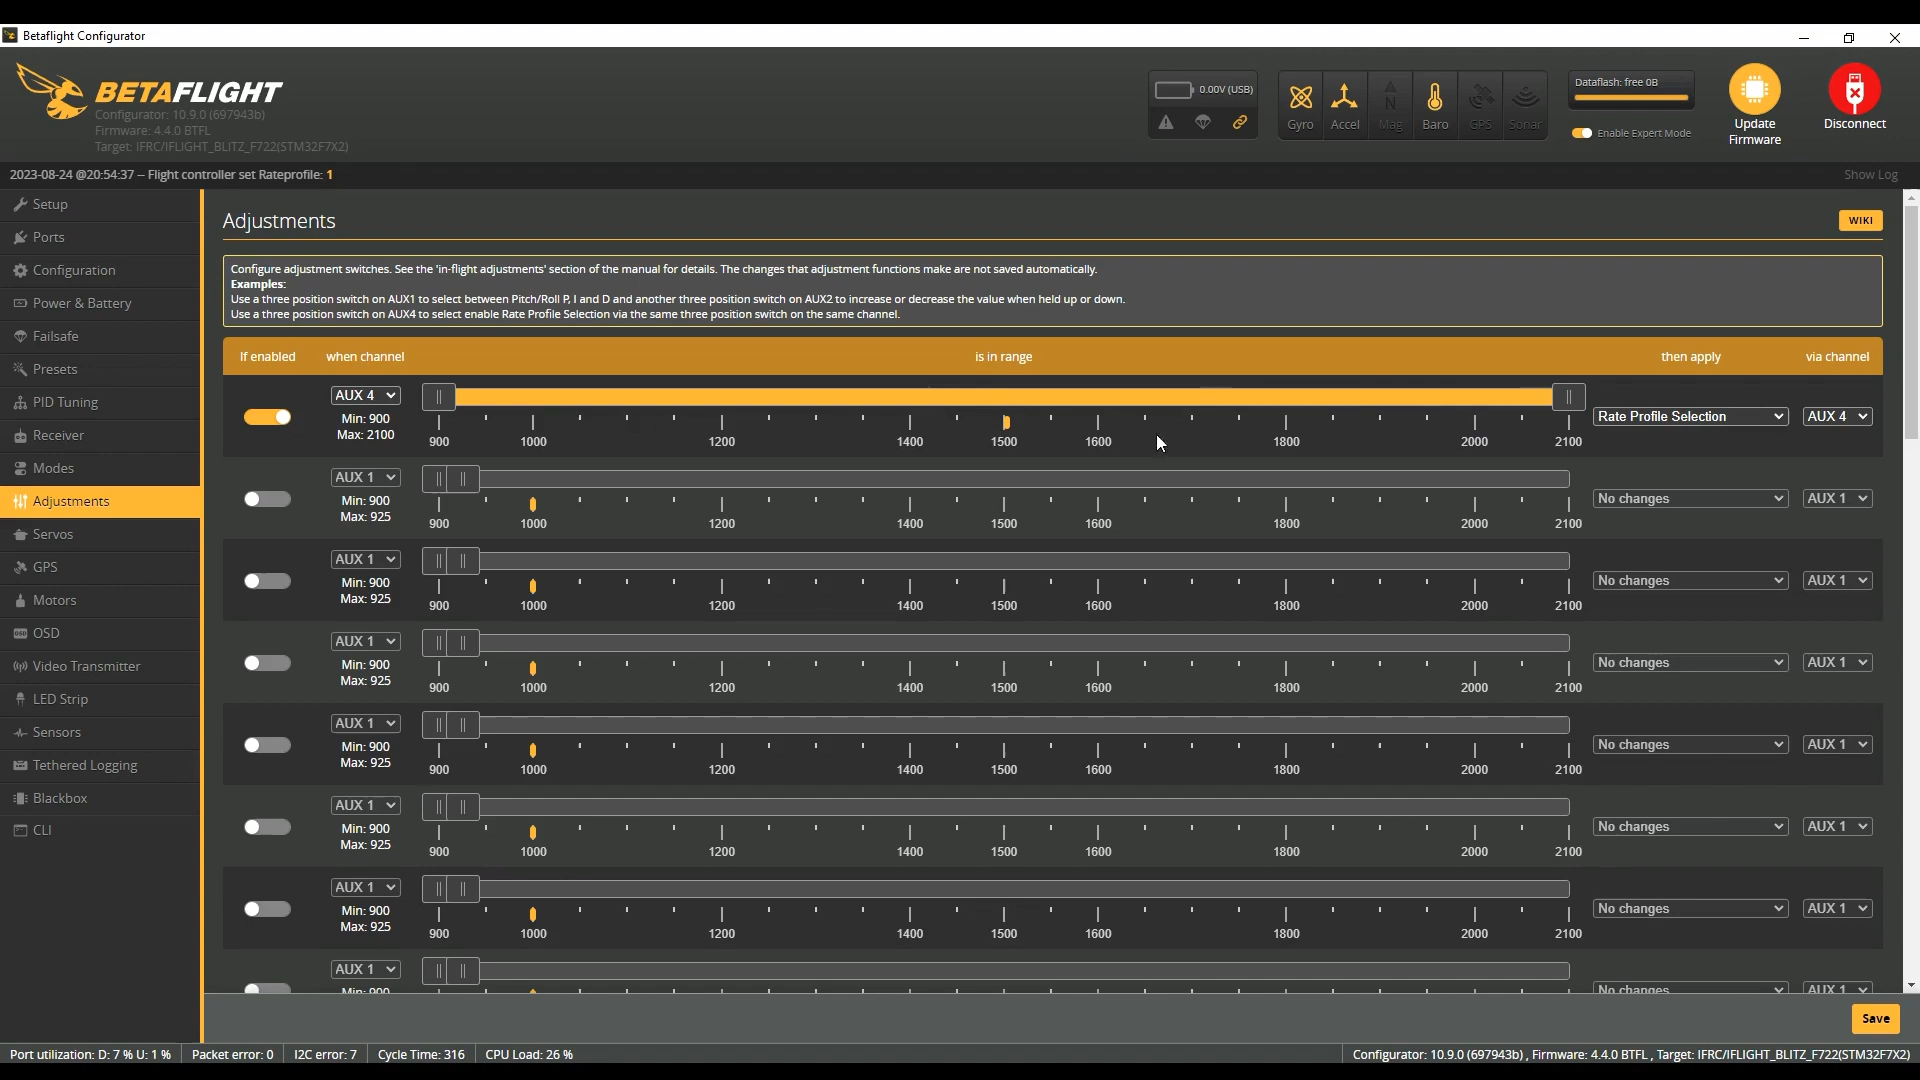 Betaflight Configurator
BETAFLIGHT
Configurator: 10.9.0 (697943b)
Firmware: 4.4.0 BTFL
Target: IFRC/IFLIGHT_BLITZ_F722(STM32F7X2)
0.00V (USB)
Gyro Accel Mag Baro GPS Sonar
Dataflash: free 0B
Enable Expert Mode
Update
Firmware
Disconnect
2023-08-24 @20:54:37 -- Flight controller set Rateprofile: 1
Show Log
Setup
Ports
Configuration
Power & Battery
Failsafe
Presets
PID Tuning
Receiver
Modes
Adjustments
Servos
GPS
Motors
OSD
Video Transmitter
LED Strip
Sensors
Tethered Logging
Blackbox
CLI
Adjustments
WIKI
Configure adjustment switches. See the 'in-flight adjustments' section of the manual for details. The changes that adjustment functions make are not saved automatically.
Examples:
Use a three position switch on AUX1 to select between Pitch/Roll P, I and D and another three position switch on AUX2 to increase or decrease the value when held up or down.
Use a three position switch on AUX4 to select enable Rate Profile Selection via the same three position switch on the same channel.
If enabled when channel is in range then apply via channel
AUX 4
Min: 900
Max: 2100
900 1000 1200 1400 1500 1600 1800 2000 2100
Rate Profile Selection AUX 4
AUX 1
Min: 900
Max: 925
900 1000 1200 1400 1500 1600 1800 2000 2100
No changes AUX 1
AUX 1
Min: 900
Max: 925
900 1000 1200 1400 1500 1600 1800 2000 2100
No changes AUX 1
AUX 1
Min: 900
Max: 925
900 1000 1200 1400 1500 1600 1800 2000 2100
No changes AUX 1
AUX 1
Min: 900
Max: 925
900 1000 1200 1400 1500 1600 1800 2000 2100
No changes AUX 1
AUX 1
Min: 900
Max: 925
900 1000 1200 1400 1500 1600 1800 2000 2100
No changes AUX 1
AUX 1
Min: 900
Max: 925
900 1000 1200 1400 1500 1600 1800 2000 2100
No changes AUX 1
AUX 1
Min: 900
No changes AUX 1
Save
Port utilization: D: 7 % U: 1 % Packet error: 0 I2C error: 7 Cycle Time: 316 CPU Load: 26 %
Configurator: 10.9.0 (697943b) , Firmware: 4.4.0 BTFL , Target: IFRC/IFLIGHT_BLITZ_F722(STM32F7X2)